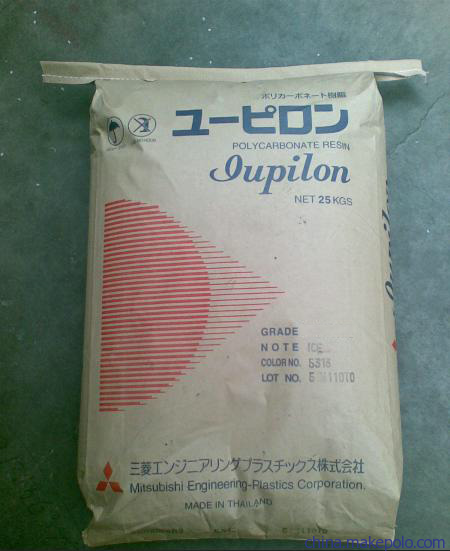 ポリカーボネート樹脂
ユーピロン
POLYCARBONATE RESIN
Iupilon
NET 25 KGS
Iupilon
GRADE
NOTE ICE
COLOR NO. 5313
LOT NO.
三菱エンジニアリングプラスチックス株式会社
Mitsubishi Engineering-Plastics Corporation.
MADE IN THAILAND
china.makepolo.com